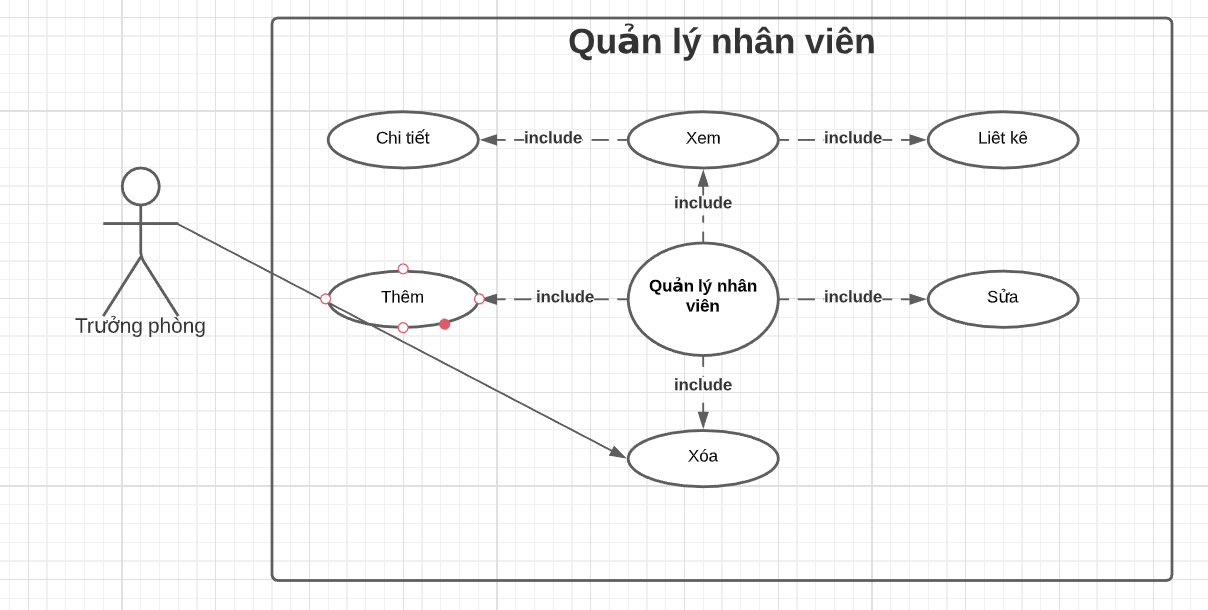 Quản lý nhân viên
Chi tiết
include
Xem
include
Liêt kê
include
Trưởng phòng
Thêm
include
Quản lý nhân
viên
include
Sửa
include
Xóa